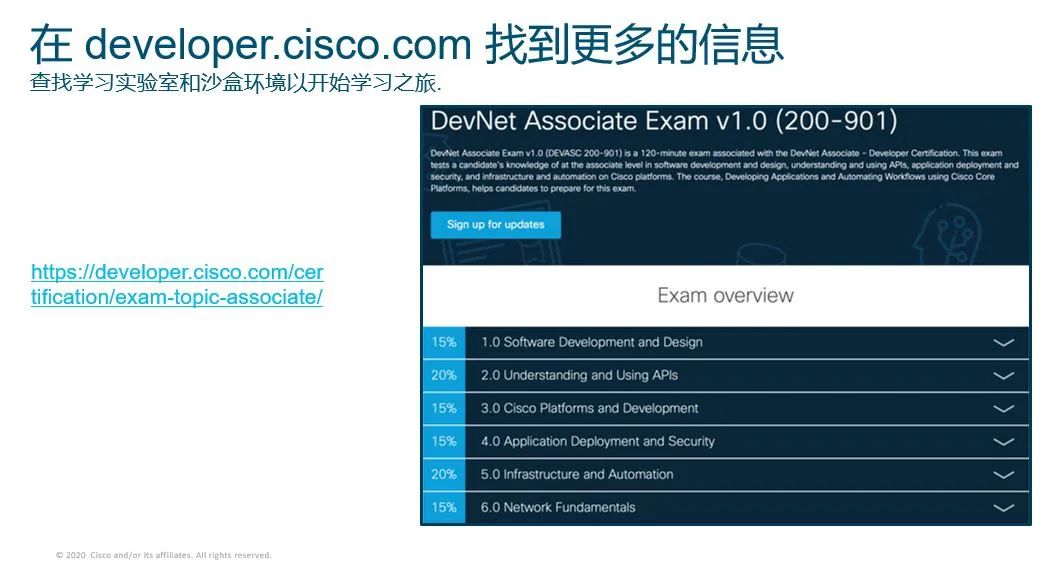 在 developer.cisco.com 找到更多的信息
查找学习实验室和沙盒环境以开始学习之旅.
DevNet Associate Exam v1.0 (200-901)
DevNet Associate Exam v1.0 (DEVASC 200-901) is a 120-minute exam associated with the DevNet Associate - Developer Certification. This exam
tests a candidate's knowledge of at the associate level in software development and design, understanding and using APIs, application deployment and
security, and infrastructure and automation on Cisco platforms. The course, Developing Applications and Automating Workflows using Cisco Core
Platforms, helps candidates to prepare for this exam.
Sign up for updates
https://developer.cisco.com/cer
tification/exam-topic-associate/
Exam overview
15% 1.0 Software Development and Design
20% 2.0 Understanding and Using APIs
15% 3.0 Cisco Platforms and Development
15% 4.0 Application Deployment and Security
20% 5.0 Infrastructure and Automation
15% 6.0 Network Fundamentals
© 2020 Cisco and/or its affiliates. All rights reserved.